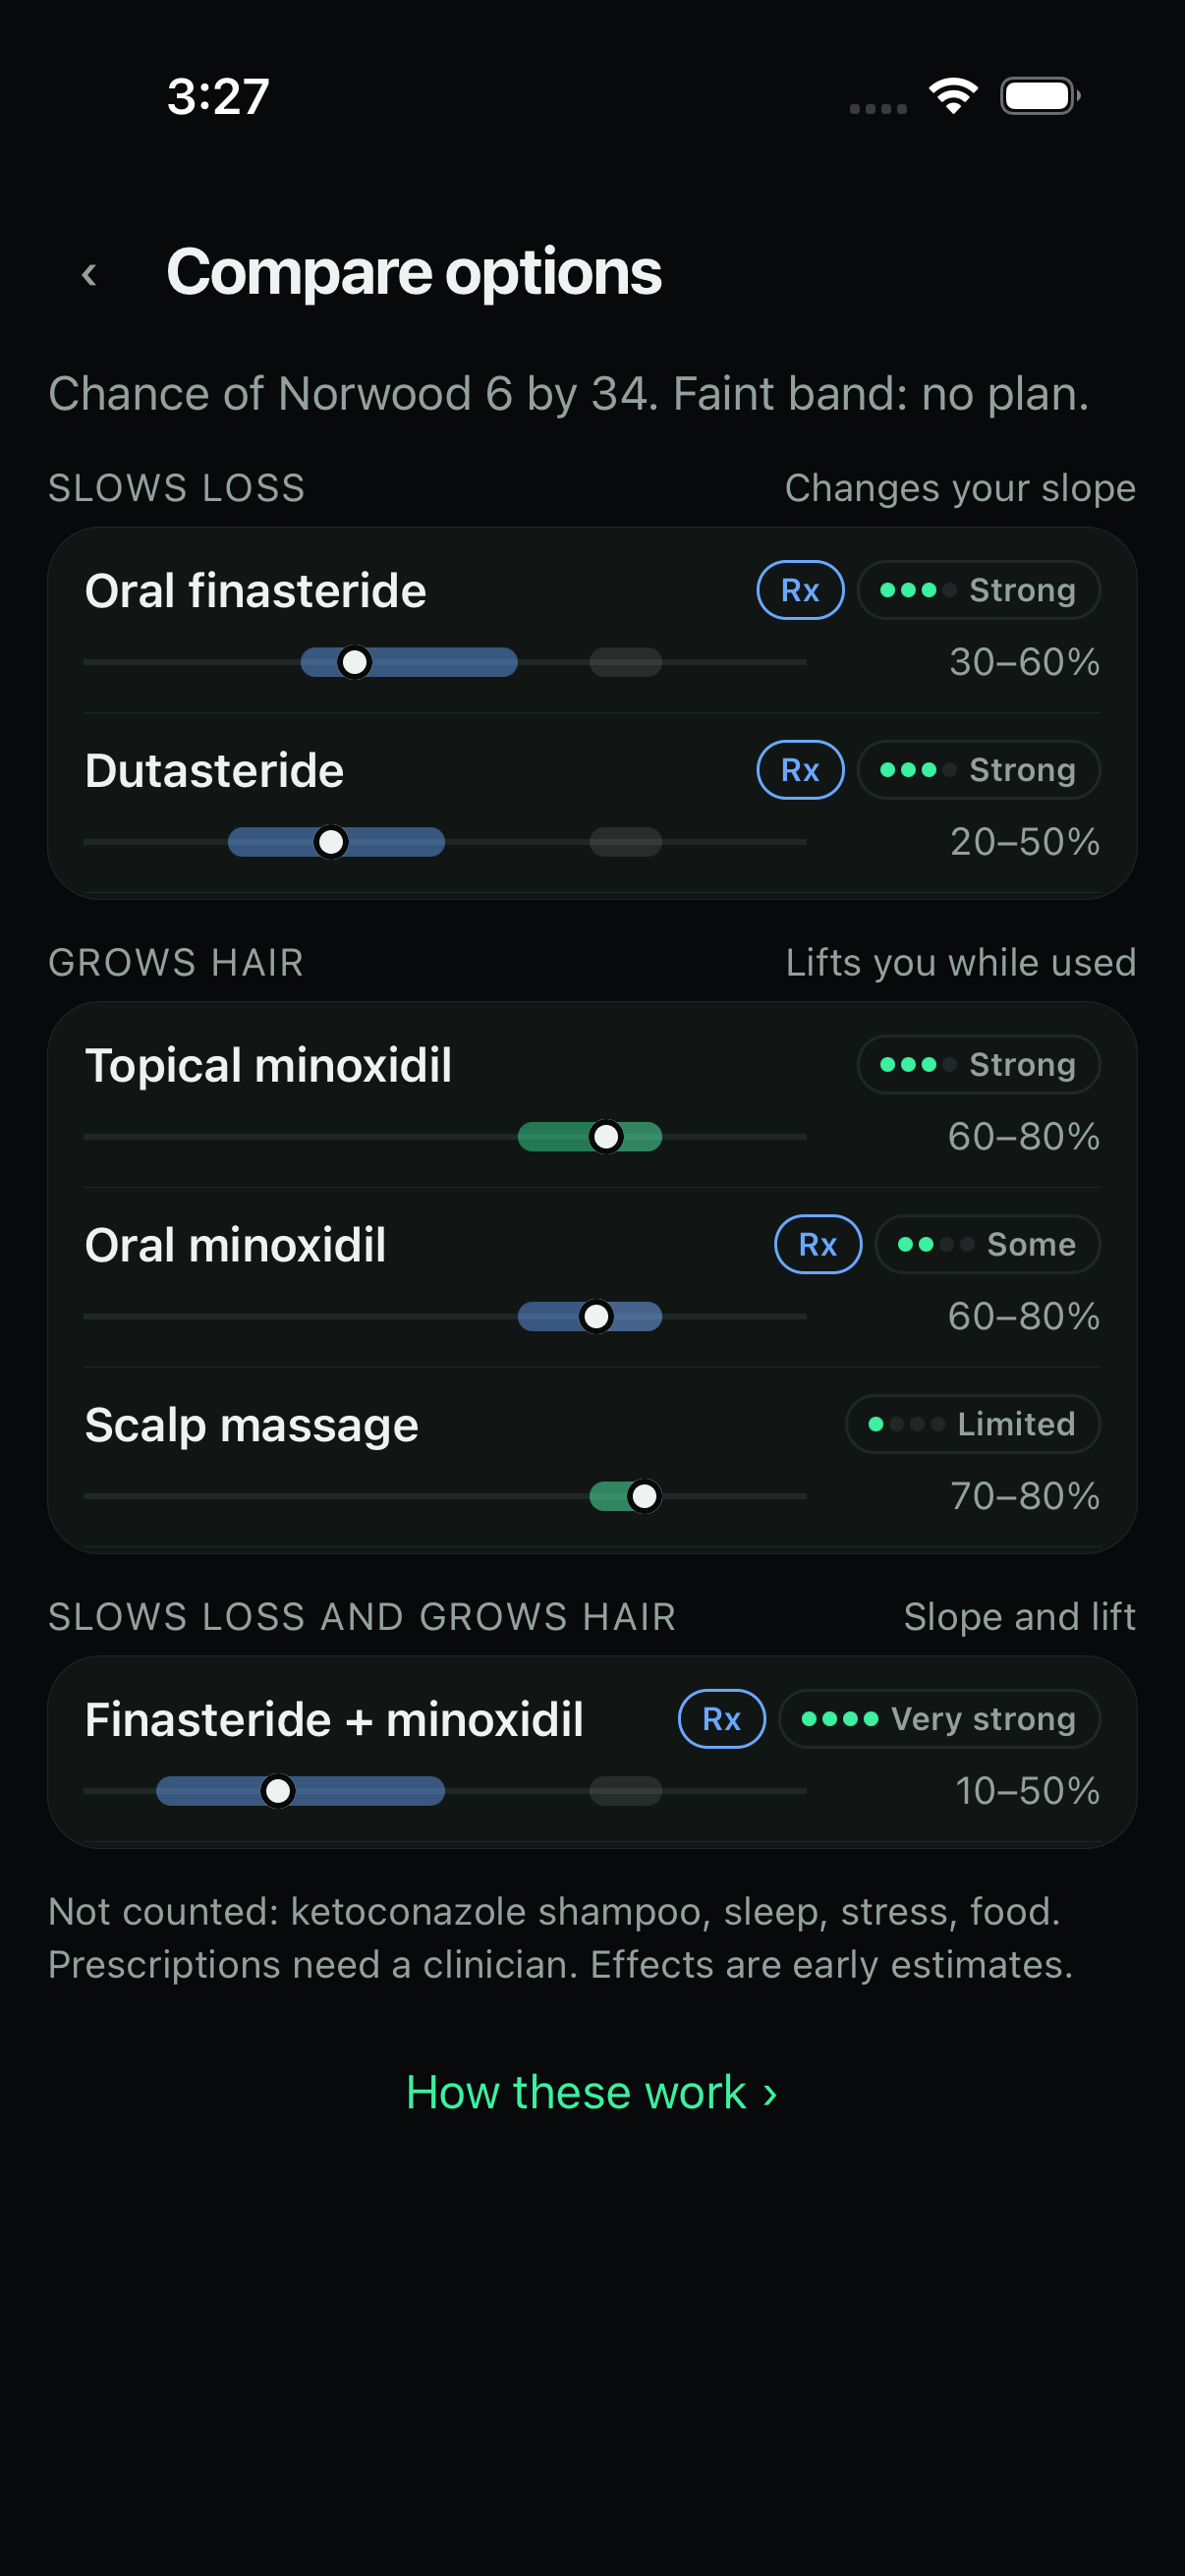 3:27
‹ Compare options
Chance of Norwood 6 by 34. Faint band: no plan.
SLOWS LOSS Changes your slope
Oral finasteride Rx Strong
30–60%
Dutasteride Rx Strong
20–50%
GROWS HAIR Lifts you while used
Topical minoxidil Strong
60–80%
Oral minoxidil Rx Some
60–80%
Scalp massage Limited
70–80%
SLOWS LOSS AND GROWS HAIR Slope and lift
Finasteride + minoxidil Rx Very strong
10–50%
Not counted: ketoconazole shampoo, sleep, stress, food.
Prescriptions need a clinician. Effects are early estimates.
How these work ›